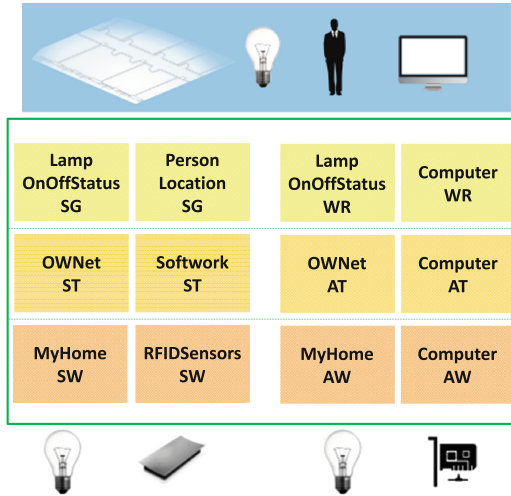 Lamp
OnOffStatus
SG
Person
Location
SG
Lamp
OnOffStatus
WR
Computer
WR
OWNet
ST
Softwork
ST
OWNet
AT
Computer
AT
MyHome
SW
RFIDSensors
SW
MyHome
AW
Computer
AW